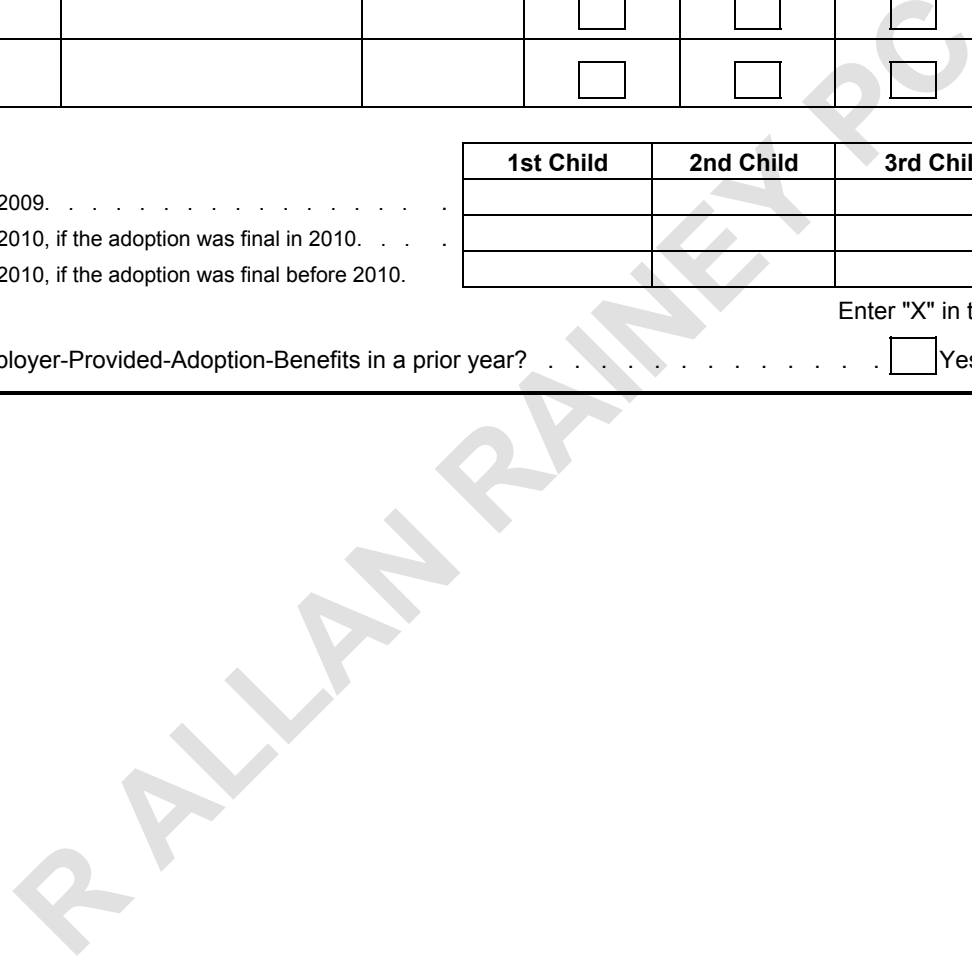 1st Child 2nd Child 3rd Chil
2009. . . . . . . . . . . . . . . .
2010, if the adoption was final in 2010. . . .
2010, if the adoption was final before 2010.
Enter "X" in t
ployer-Provided-Adoption-Benefits in a prior year? . . . . . . . . . . . . . Yes
R ALLAN RAINEY PC